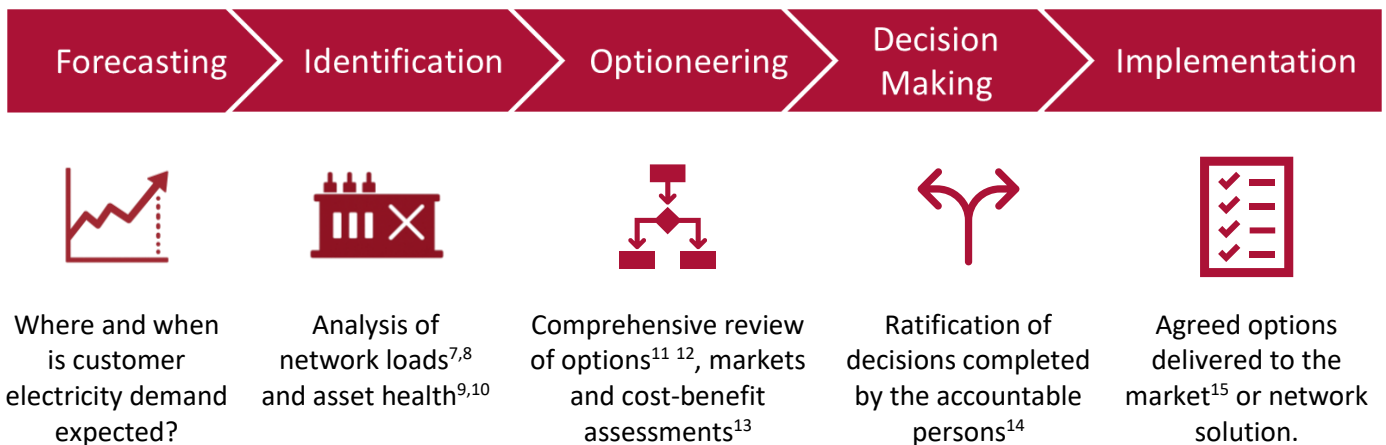 Forecasting
Identification
Optioneering
Decision
Making
Implementation
Where and when
is customer
electricity demand
expected?
Analysis of
network loads7,8
and asset health9,10
Comprehensive review
of options11 12, markets
and cost-benefit
assessments13
Ratification of
decisions completed
by the accountable
persons14
Agreed options
delivered to the
market15 or network
solution.